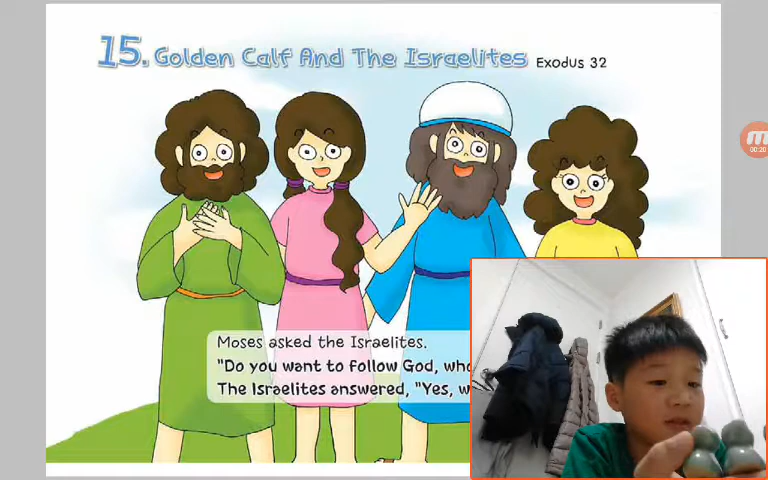 15. Golden Calf And The Israelites Exodus 32
Moses asked the Israelites.
"Do you want to follow God, who
The Israelites answered, "Yes, w
00:20